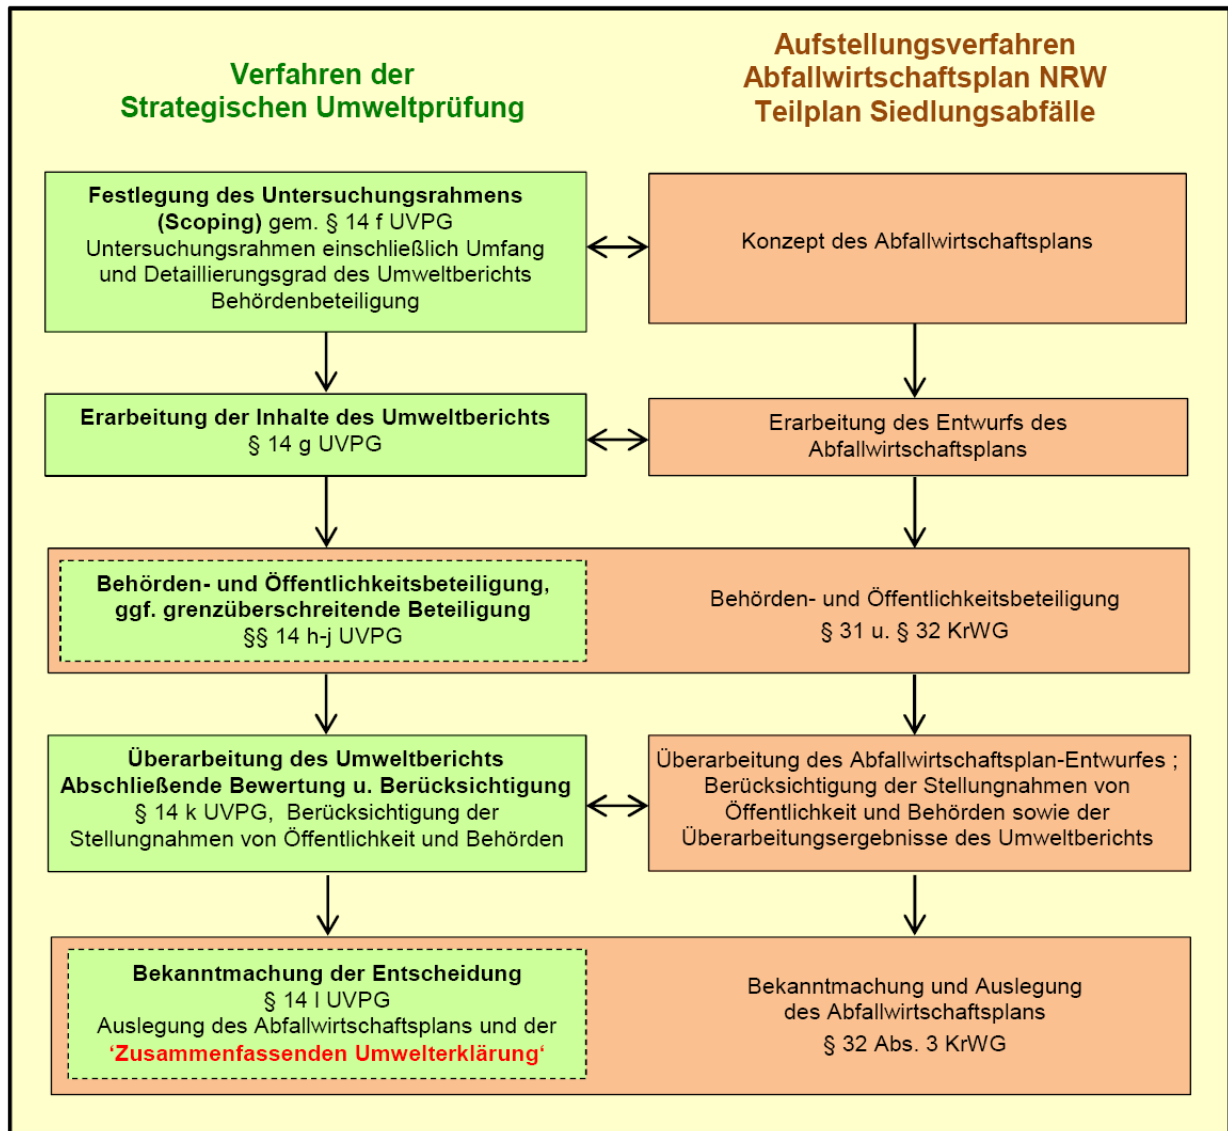 Verfahren der
Strategischen Umweltprüfung
Aufstellungsverfahren
Abfallwirtschaftsplan NRW
Teilplan Siedlungsabfälle
Festlegung des Untersuchungsrahmens
(Scoping) gem. § 14 f UVPG
Untersuchungsrahmen einschließlich Umfang
und Detaillierungsgrad des Umweltberichts
Behördenbeteiligung
Konzept des Abfallwirtschaftsplans
Erarbeitung der Inhalte des Umweltberichts
§ 14 g UVPG
Erarbeitung des Entwurfs des
Abfallwirtschaftsplans
Behörden- und Öffentlichkeitsbeteiligung,
ggf. grenzüberschreitende Beteiligung
§§ 14 h-j UVPG
Behörden- und Öffentlichkeitsbeteiligung
§ 31 u. § 32 KrWG
Überarbeitung des Umweltberichts
Abschließende Bewertung u. Berücksichtigung
§ 14 k UVPG, Berücksichtigung der
Stellungnahmen von Öffentlichkeit und Behörden
Überarbeitung des Abfallwirtschaftsplan-Entwurfes ;
Berücksichtigung der Stellungnahmen von
Öffentlichkeit und Behörden sowie der
Überarbeitungsergebnisse des Umweltberichts
Bekanntmachung der Entscheidung
§ 14 l UVPG
Auslegung des Abfallwirtschaftsplans und der
‘Zusammenfassenden Umwelterklärung‘
Bekanntmachung und Auslegung
des Abfallwirtschaftsplans
§ 32 Abs. 3 KrWG